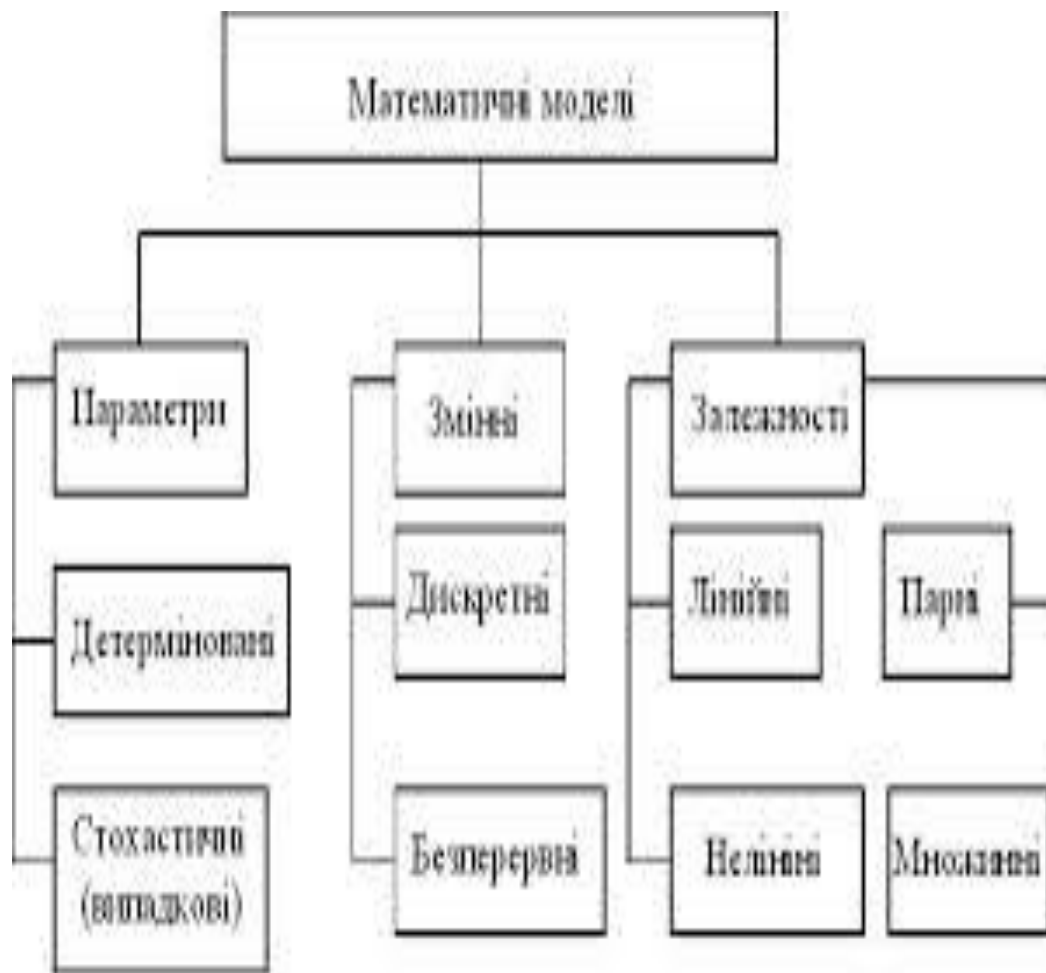 Математичні моделі
Параметри
Змінні
Залежності
Детерміновані
Дискретні
Лінійні
Парні
Стохастичні
(випадкові)
Безперервні
Нелінійні
Множинні